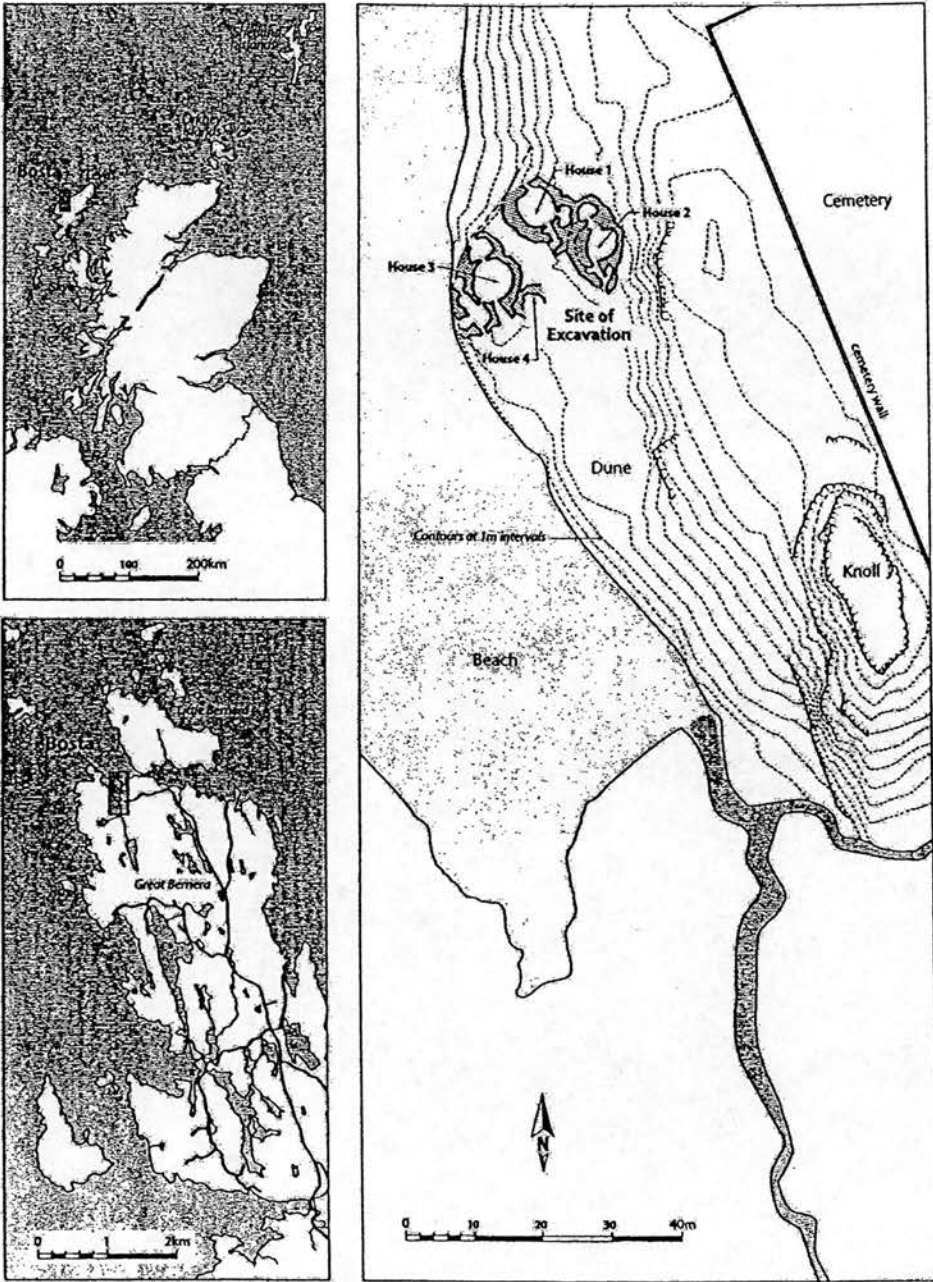 Bosta
0 100 200km
Bosta
Great Bernera
0 1 2km
House 1
Cemetery
House 2
House 3
Site of
Excavation
House 4
cemetery wall
Dune
Contours at 1m intervals
Knoll
Beach
N
0 10 20 30 40m